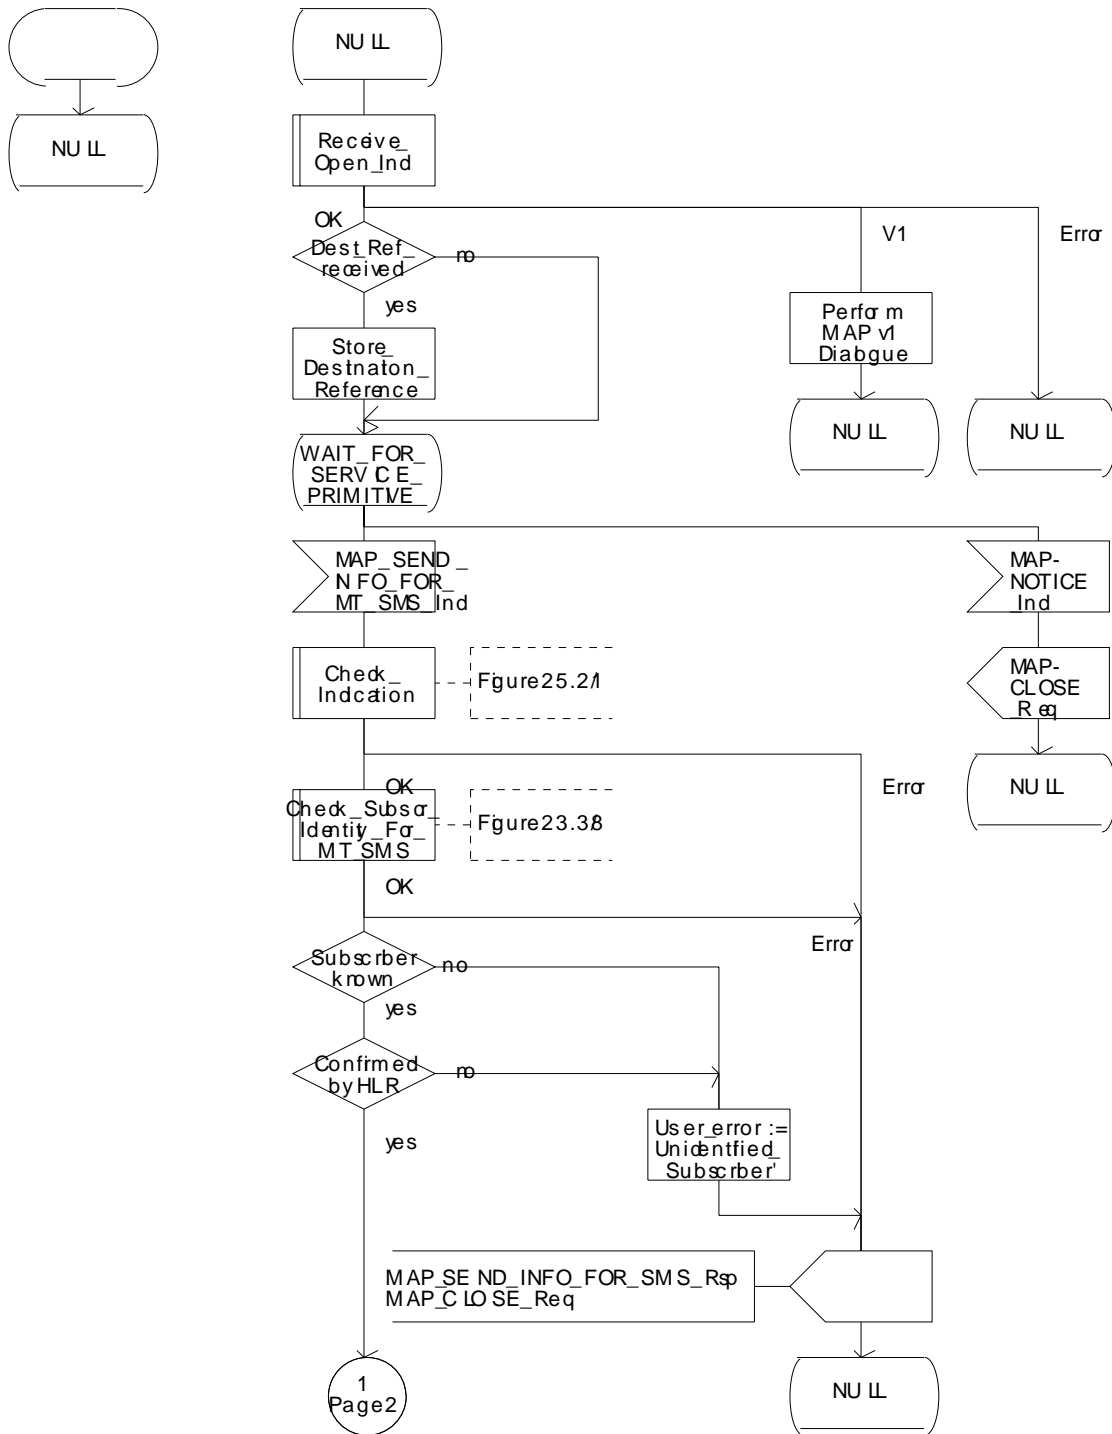 NULL
NULL
Receive_
Open_Ind
OK
V1
Error
Dest_Ref_
received
no
yes
Perform
MAP v1
Dialogue
Store_
Destination_
Reference
NULL
NULL
WAIT_FOR_
SERVICE_
PRIMITIVE
MAP_SEND_
INFO_FOR_
MT_SMS_Ind
MAP-
NOTICE
_Ind
Check_
Indication
Figure 25.2/1
MAP-
CLOSE
_Req
OK
Error
NULL
Check_Subscr_
Identity_For_
MT_SMS
Figure 23.3/8
OK
Error
Subscriber
known
no
yes
Confirmed
by HLR
no
yes
User_error :=
Unidentified_
Subscriber'
MAP_SEND_INFO_FOR_SMS_Rsp
MAP_CLOSE_Req
1
Page2
NULL